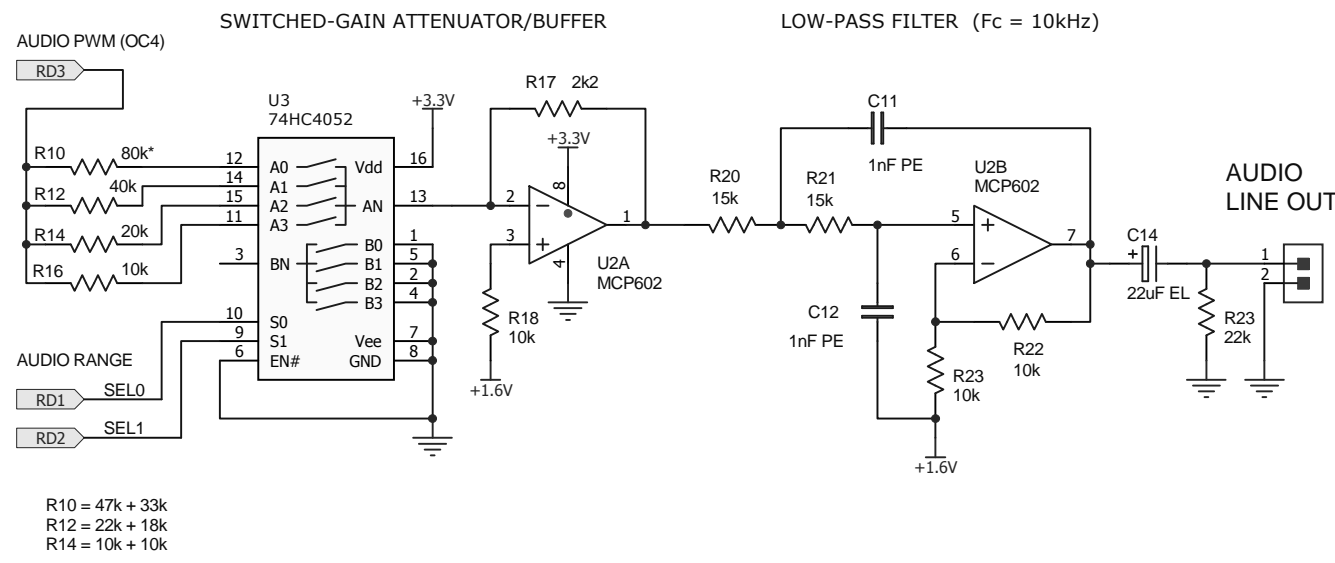 SWITCHED-GAIN ATTENUATOR/BUFFER
LOW-PASS FILTER (Fc = 10kHz)
AUDIO PWM (OC4)
RD3
R10
80k*
R12
40k
R14
20k
R16
10k
U3
74HC4052
+3.3V
12
A0
14
A1
15
A2
11
A3
3
BN
10
S0
9
S1
6
EN#
Vdd
16
AN
13
B0
1
B1
5
B2
2
B3
4
Vee
7
GND
8
AUDIO RANGE
RD1
SEL0
RD2
SEL1
R17 2k2
+3.3V
8
2
−
3
+
1
4
U2A
MCP602
R18
10k
+1.6V
R20
15k
R21
15k
C11
1nF PE
C12
1nF PE
U2B
MCP602
5
+
6
−
7
R22
10k
R23
10k
+1.6V
C14
+
22uF EL
R23
22k
AUDIO
LINE OUT
1
2
R10 = 47k + 33k
R12 = 22k + 18k
R14 = 10k + 10k